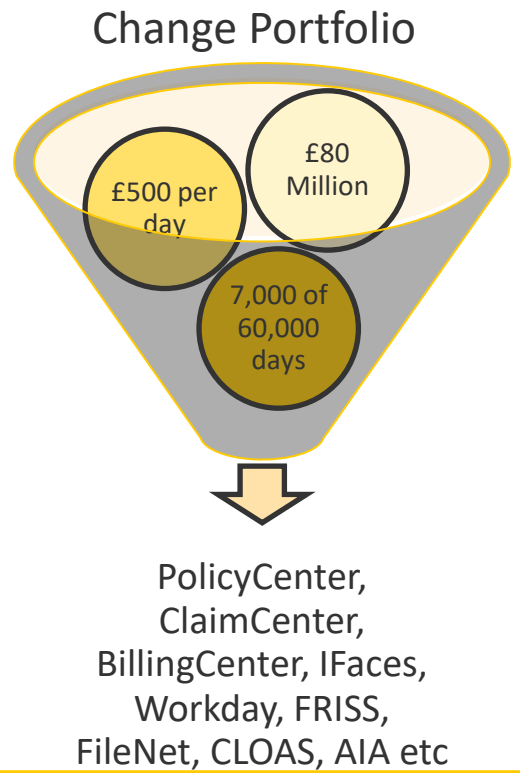 Change Portfolio
£500 per
day
£80
Million
7,000 of
60,000
days
PolicyCenter,
ClaimCenter,
BillingCenter, IFaces,
Workday, FRISS,
FileNet, CLOAS, AIA etc